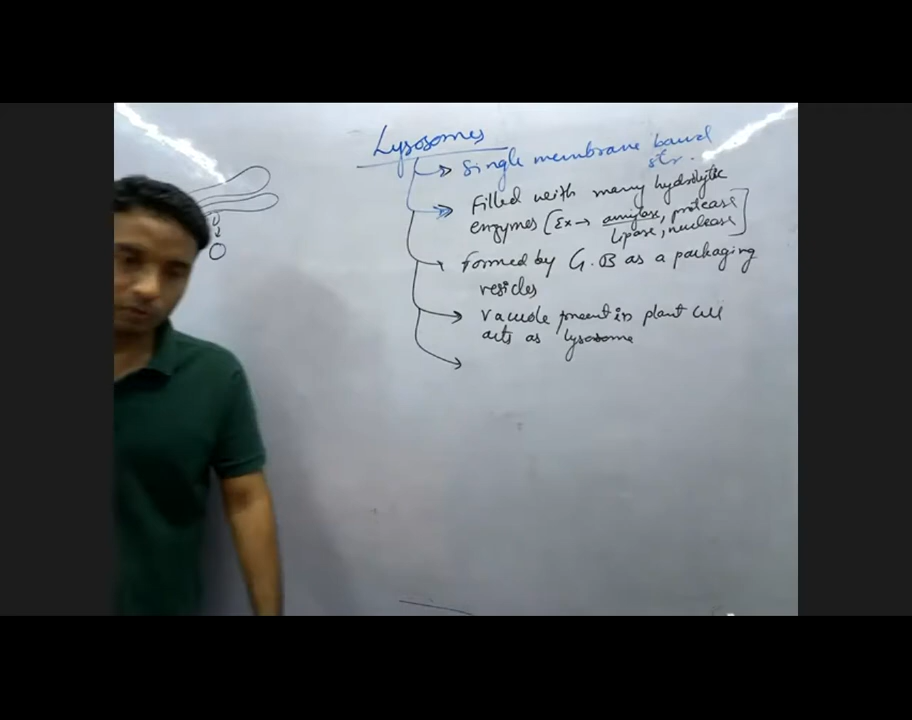 Lysosomes
Single membrane baund
str.
Filled with many hydrolytic
enzymes [Ex → amylase, protease
Lipase, nuclease]
Formed by G.B as a packaging
vesicles
Vacuole present in plant cell
acts as lysosome